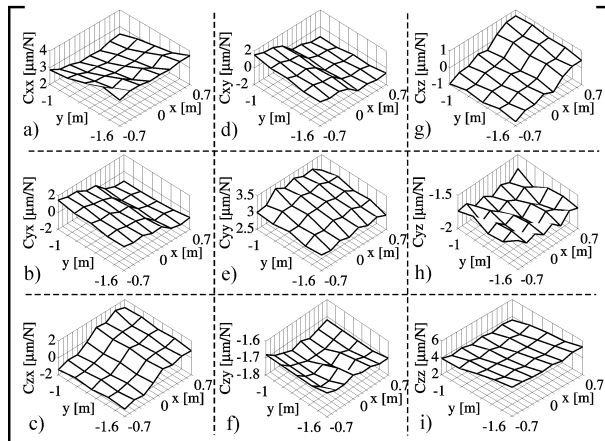 Cxx [μm/N] 4 3 2 -1 y [m] -1.6 -0.7 0 x [m] 0.7 a)
Cxy [μm/N] 2 0 -2 -1 y [m] -1.6 -0.7 0 x [m] 0.7 d)
Cxz [μm/N] 1 0 -1 -1 y [m] -1.6 -0.7 0 x [m] 0.7 g)
Cyx [μm/N] 2 0 -2 -1 y [m] -1.6 -0.7 0 x [m] 0.7 b)
Cyy [μm/N] 3.5 3 2.5 -1 y [m] -1.6 -0.7 0 x [m] 0.7 e)
Cyz [μm/N] -1.5 -2 -1 y [m] -1.6 -0.7 0 x [m] 0.7 h)
Czx [μm/N] 2 0 -2 -1 y [m] -1.6 -0.7 0 x [m] 0.7 c)
Czy [μm/N] -1.6 -1.7 -1.8 -1 y [m] -1.6 -0.7 0 x [m] 0.7 f)
Czz [μm/N] 6 4 2 -1 y [m] -1.6 -0.7 0 x [m] 0.7 i)